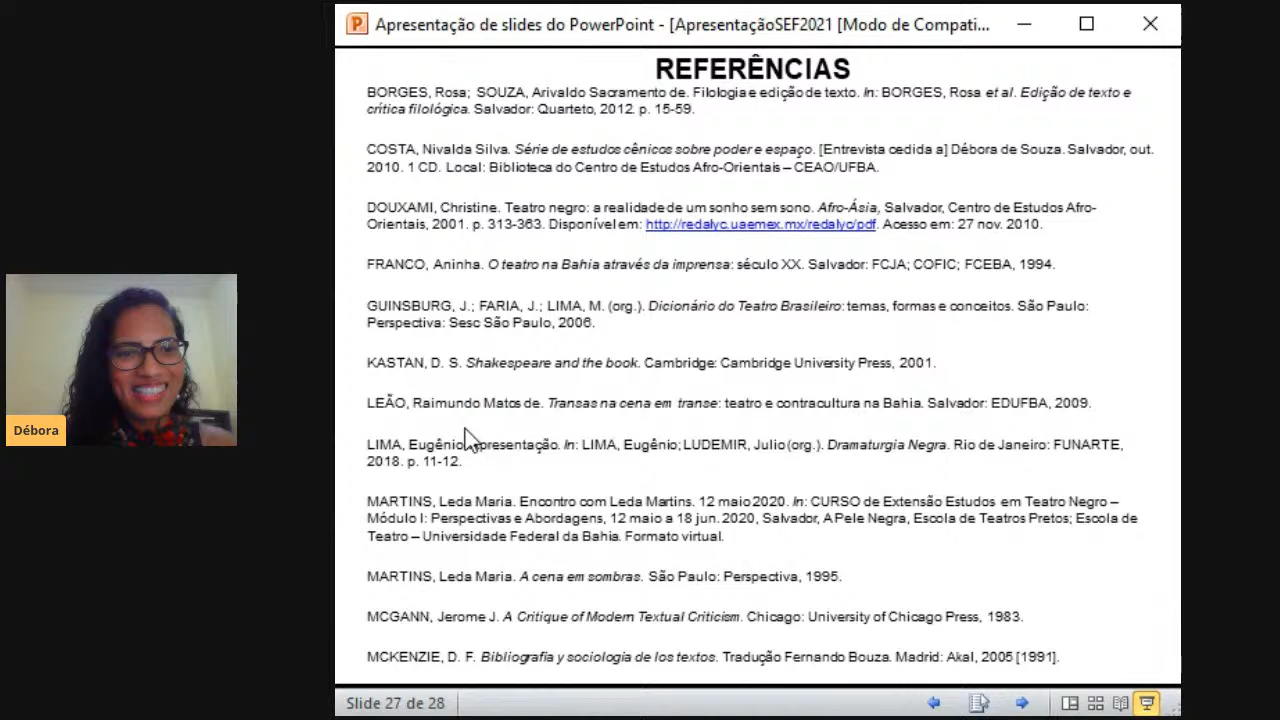 Apresentação de slides do PowerPoint - [ApresentaçãoSEF2021 [Modo de Compati...
REFERÊNCIAS
BORGES, Rosa; SOUZA, Arivaldo Sacramento de. Filologia e edição de texto. In: BORGES, Rosa et al. Edição de texto e
crítica filológica. Salvador: Quarteto, 2012. p. 15-59.
COSTA, Nivalda Silva. Série de estudos cênicos sobre poder e espaço. [Entrevista cedida a] Débora de Souza. Salvador, out.
2010. 1 CD. Local: Biblioteca do Centro de Estudos Afro-Orientais – CEAO/UFBA.
DOUXAMI, Christine. Teatro negro: a realidade de um sonho sem sono. Afro-Ásia, Salvador, Centro de Estudos Afro-
Orientais, 2001. p. 313-363. Disponível em: http://redalyc.uaemex.mx/redalyc/pdf. Acesso em: 27 nov. 2010.
FRANCO, Aninha. O teatro na Bahia através da imprensa: século XX. Salvador: FCJA; COFIC; FCEBA, 1994.
GUINSBURG, J.; FARIA, J.; LIMA, M. (org.). Dicionário do Teatro Brasileiro: temas, formas e conceitos. São Paulo:
Perspectiva: Sesc São Paulo, 2006.
KASTAN, D. S. Shakespeare and the book. Cambridge: Cambridge University Press, 2001.
LEÃO, Raimundo Matos de. Transas na cena em transe: teatro e contracultura na Bahia. Salvador: EDUFBA, 2009.
Débora
LIMA, Eugênio. Apresentação. In: LIMA, Eugênio; LUDEMIR, Julio (org.). Dramaturgia Negra. Rio de Janeiro: FUNARTE,
2018. p. 11-12.
MARTINS, Leda Maria. Encontro com Leda Martins. 12 maio 2020. In: CURSO de Extensão Estudos em Teatro Negro –
Módulo I: Perspectivas e Abordagens, 12 maio a 18 jun. 2020, Salvador, A Pele Negra, Escola de Teatros Pretos; Escola de
Teatro – Universidade Federal da Bahia. Formato virtual.
MARTINS, Leda Maria. A cena em sombras. São Paulo: Perspectiva, 1995.
MCGANN, Jerome J. A Critique of Modern Textual Criticism. Chicago: University of Chicago Press, 1983.
MCKENZIE, D. F. Bibliografia y sociologia de los textos. Tradução Fernando Bouza. Madrid: Akal, 2005 [1991].
Slide 27 de 28